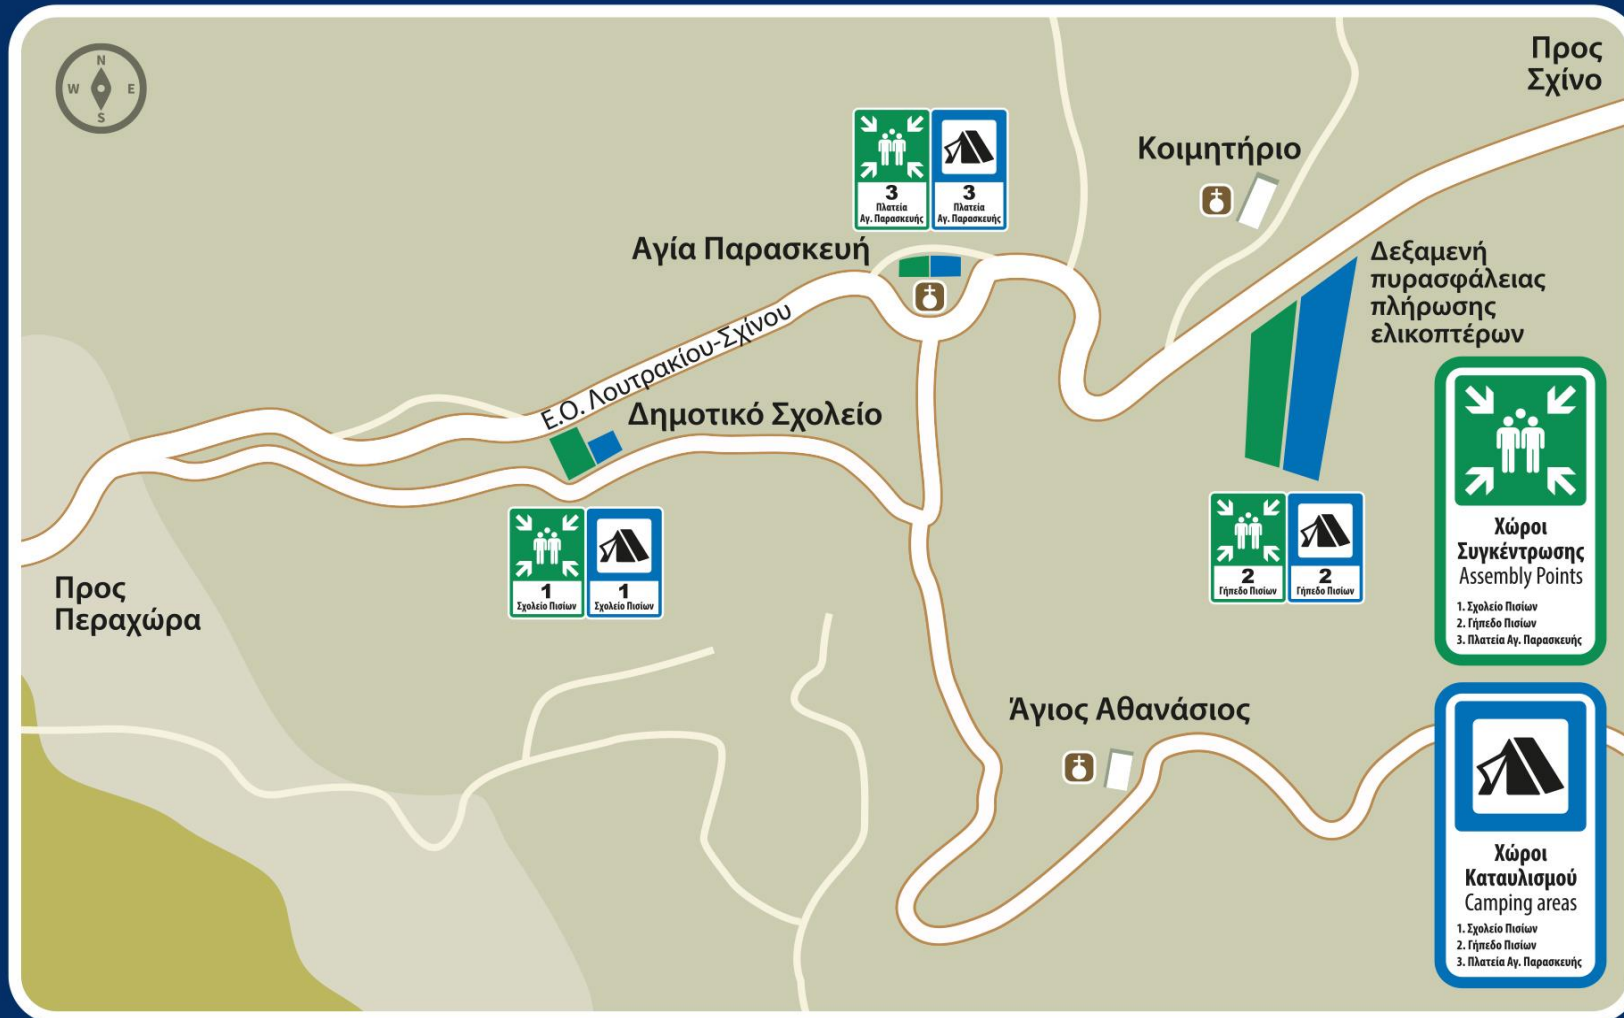 N
W
E
S
Προς
Σχίνο
Κοιμητήριο
3
Πλατεία
Αγ. Παρασκευής
3
Πλατεία
Αγ. Παρασκευής
Αγία Παρασκευή
Δεξαμενή
πυρασφάλειας
πλήρωσης
ελικοπτέρων
Ε.Ο. Λουτρακίου-Σχίνου
Δημοτικό Σχολείο
1
Σχολείο Πισίων
1
Σχολείο Πισίων
2
Γήπεδο Πισίων
2
Γήπεδο Πισίων
Προς
Περαχώρα
Άγιος Αθανάσιος
Χώροι
Συγκέντρωσης
Assembly Points
1. Σχολείο Πισίων
2. Γήπεδο Πισίων
3. Πλατεία Αγ. Παρασκευής
Χώροι
Καταυλισμού
Camping areas
1. Σχολείο Πισίων
2. Γήπεδο Πισίων
3. Πλατεία Αγ. Παρασκευής